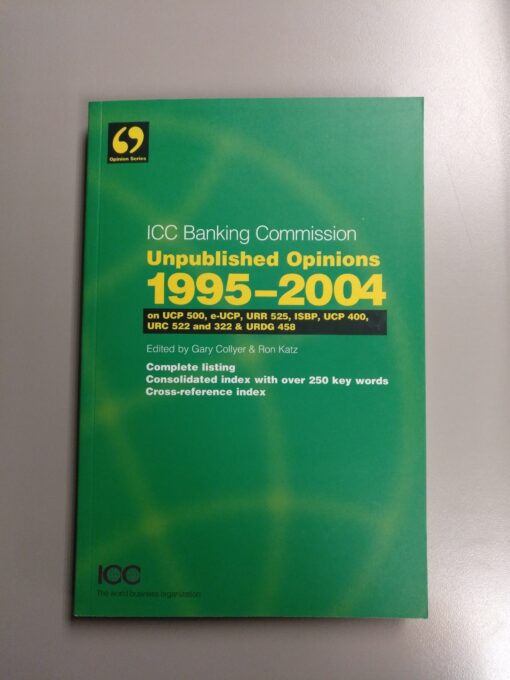 Opinion Series
ICC Banking Commission
Unpublished Opinions
1995–2004
on UCP 500, e-UCP, URR 525, ISBP, UCP 400,
URC 522 and 322 & URDG 458
Edited by Gary Collyer & Ron Katz
Complete listing
Consolidated index with over 250 key words
Cross-reference index
ICC
The world business organization